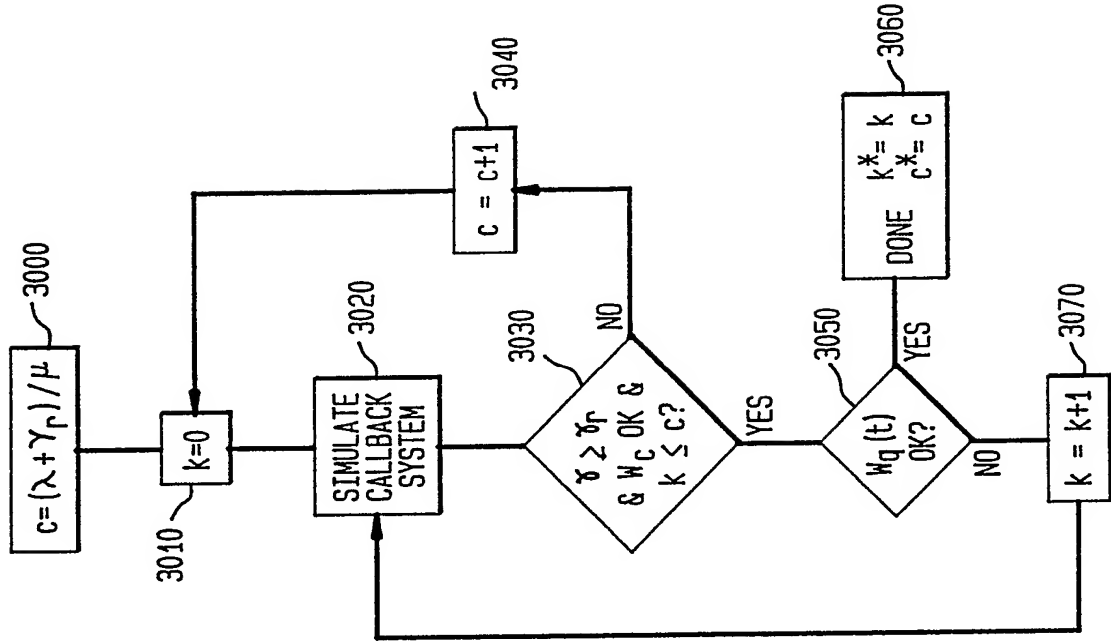 c=(λ+γr)/μ
3000
k=0
3010
SIMULATE
CALLBACK
SYSTEM
3020
γ ≥ γr
& Wc OK &
k ≤ c?
3030
NO
c = c+1
3040
YES
Wq(t)
OK?
3050
YES
DONE k*= k
c*= c
3060
NO
k = k+1
3070